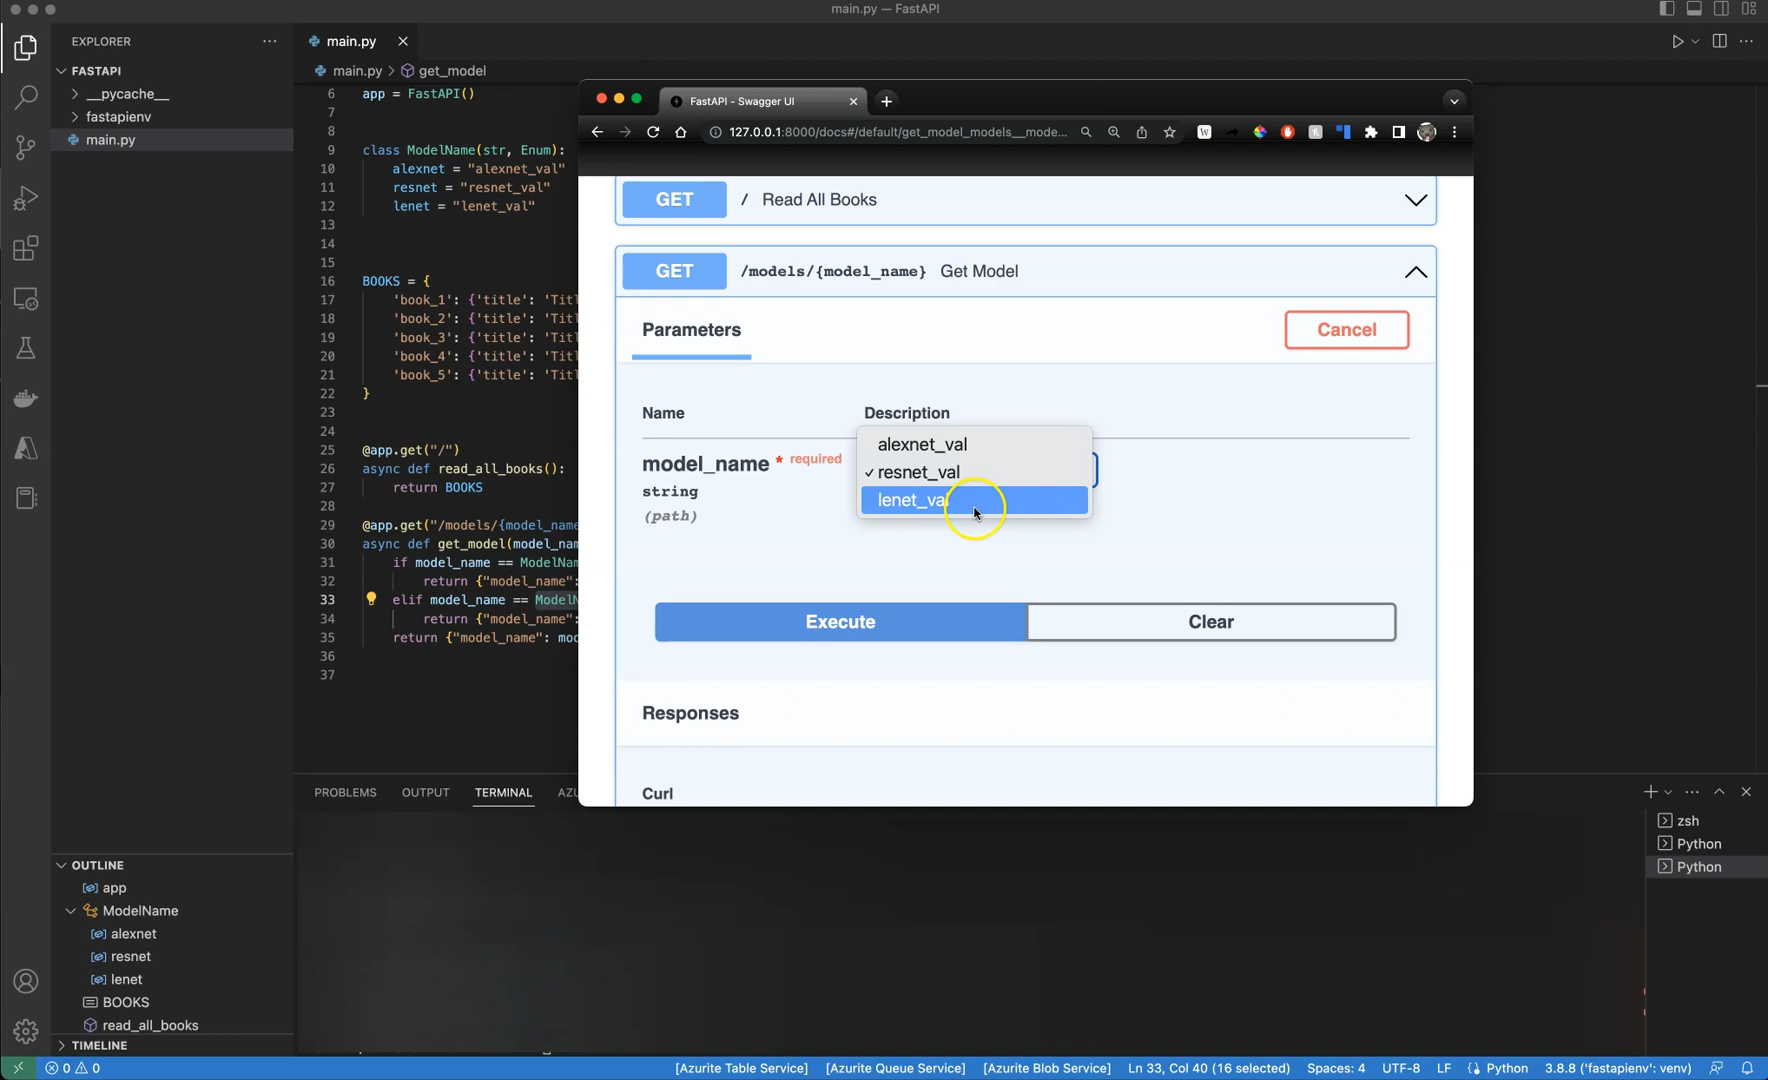 main.py — FastAPI
EXPLORER
FASTAPI
__pycache__
fastapienv
main.py
main.py
main.py > get_model
6 app = FastAPI()
7
8
9 class ModelName(str, Enum):
10 alexnet = "alexnet_val"
11 resnet = "resnet_val"
12 lenet = "lenet_val"
13
14
15
16 BOOKS = {
17 'book_1': {'title': 'Titl
18 'book_2': {'title': 'Titl
19 'book_3': {'title': 'Titl
20 'book_4': {'title': 'Titl
21 'book_5': {'title': 'Titl
22 }
23
24
25 @app.get("/")
26 async def read_all_books():
27 return BOOKS
28
29 @app.get("/models/{model_name
30 async def get_model(model_nam
31 if model_name == ModelNam
32 return {"model_name":
33 elif model_name == ModelN
34 return {"model_name":
35 return {"model_name": mod
36
37
FastAPI - Swagger UI
127.0.0.1:8000/docs#/default/get_model_models__mode...
GET / Read All Books
GET /models/{model_name} Get Model
Parameters
Cancel
Name Description
model_name * required
string
(path)
alexnet_val
✓ resnet_val
lenet_val
Execute Clear
Responses
Curl
PROBLEMS OUTPUT TERMINAL AZU
zsh
Python
Python
OUTLINE
app
ModelName
alexnet
resnet
lenet
BOOKS
read_all_books
TIMELINE
0 0 [Azurite Table Service] [Azurite Queue Service] [Azurite Blob Service] Ln 33, Col 40 (16 selected) Spaces: 4 UTF-8 LF Python 3.8.8 ('fastapienv': venv)